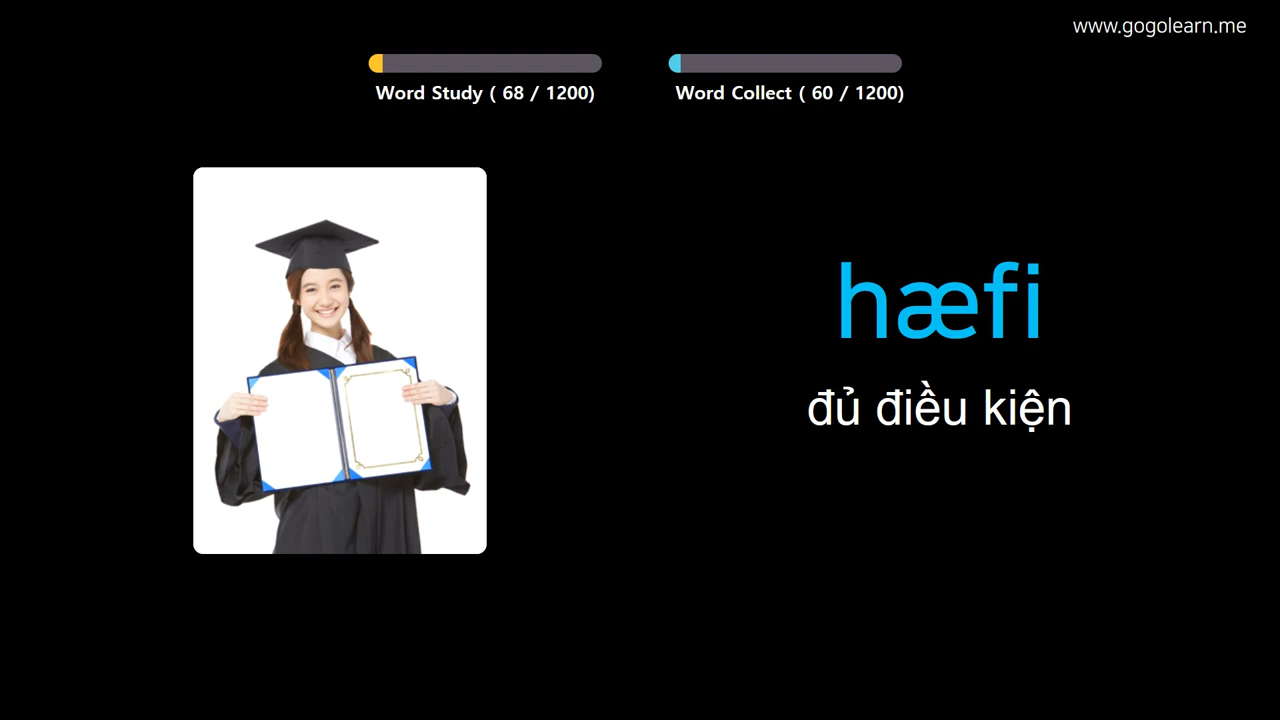 www.gogolearn.me
Word Study ( 68 / 1200)
Word Collect ( 60 / 1200)
hæfi
đủ điều kiện